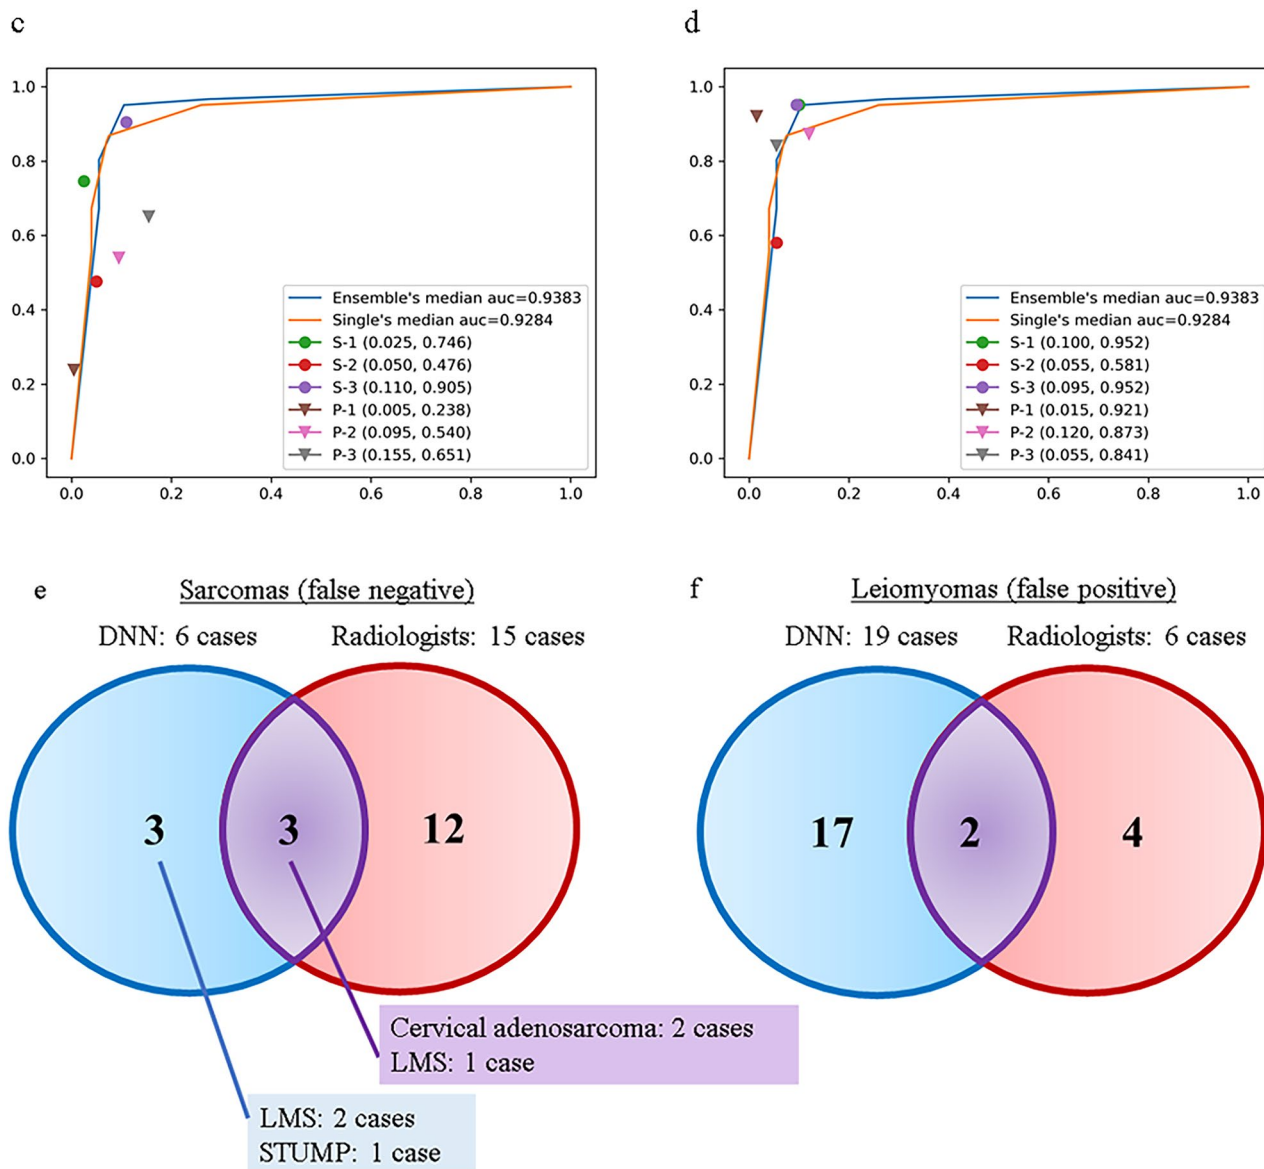 c
1.0
0.8
0.6
0.4
0.2
0.0
0.0 0.2 0.4 0.6 0.8 1.0
Ensemble's median auc=0.9383
Single's median auc=0.9284
S-1 (0.025, 0.746)
S-2 (0.050, 0.476)
S-3 (0.110, 0.905)
P-1 (0.005, 0.238)
P-2 (0.095, 0.540)
P-3 (0.155, 0.651)
d
1.0
0.8
0.6
0.4
0.2
0.0
0.0 0.2 0.4 0.6 0.8 1.0
Ensemble's median auc=0.9383
Single's median auc=0.9284
S-1 (0.100, 0.952)
S-2 (0.055, 0.581)
S-3 (0.095, 0.952)
P-1 (0.015, 0.921)
P-2 (0.120, 0.873)
P-3 (0.055, 0.841)
e
Sarcomas (false negative)
DNN: 6 cases Radiologists: 15 cases
3 3 12
Cervical adenosarcoma: 2 cases
LMS: 1 case
LMS: 2 cases
STUMP: 1 case
f
Leiomyomas (false positive)
DNN: 19 cases Radiologists: 6 cases
17 2 4